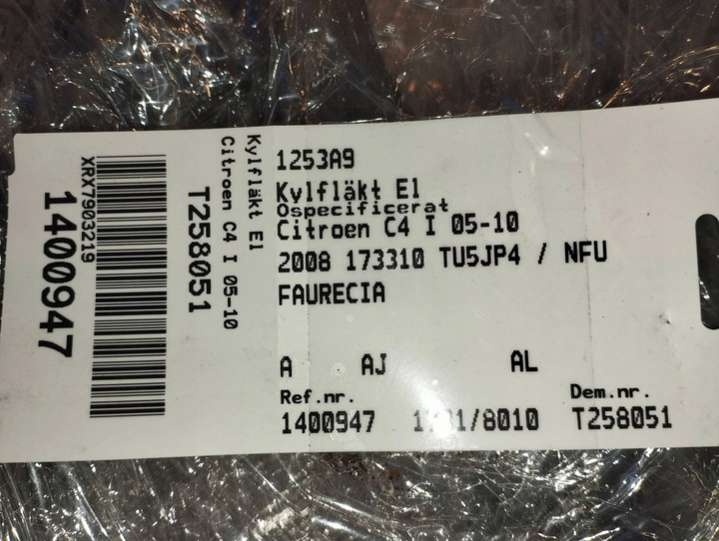 1253A9
Kylfläkt El
Ospecificerat
Citroen C4 I 05-10
2008 173310 TU5JP4 / NFU
FAURECIA
A AJ AL
Ref.nr. Dem.nr.
1400947 /8010 T258051
Kylfläkt El
Citroen C4 I 05-10
T258051
XRX7903219
1400947